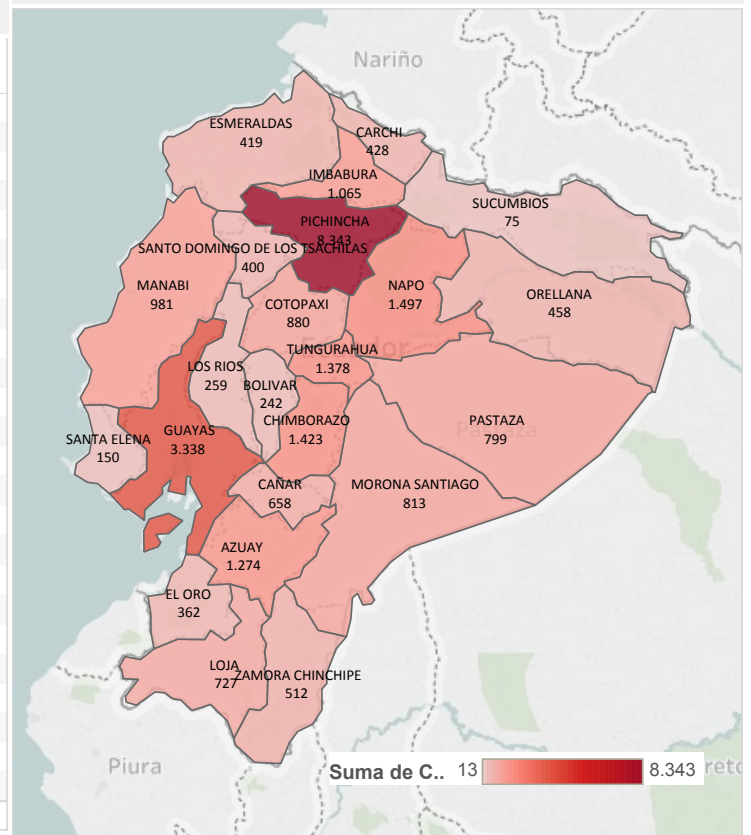 Nariño
ESMERALDAS
419
CARCHI
428
IMBABURA
1.065
SUCUMBIOS
75
PICHINCHA
8.343
SANTO DOMINGO DE LOS TSACHILAS
400
MANABI
981
NAPO
1.497
ORELLANA
458
COTOPAXI
880
Ecuador
TUNGURAHUA
1.378
LOS RIOS
259
BOLIVAR
242
CHIMBORAZO
1.423
GUAYAS
3.338
SANTA ELENA
150
PASTAZA
799
Pastaza
CAÑAR
658
MORONA SANTIAGO
813
AZUAY
1.274
EL ORO
362
LOJA
727
ZAMORA CHINCHIPE
512
Piura
Suma de C.. 13 8.343